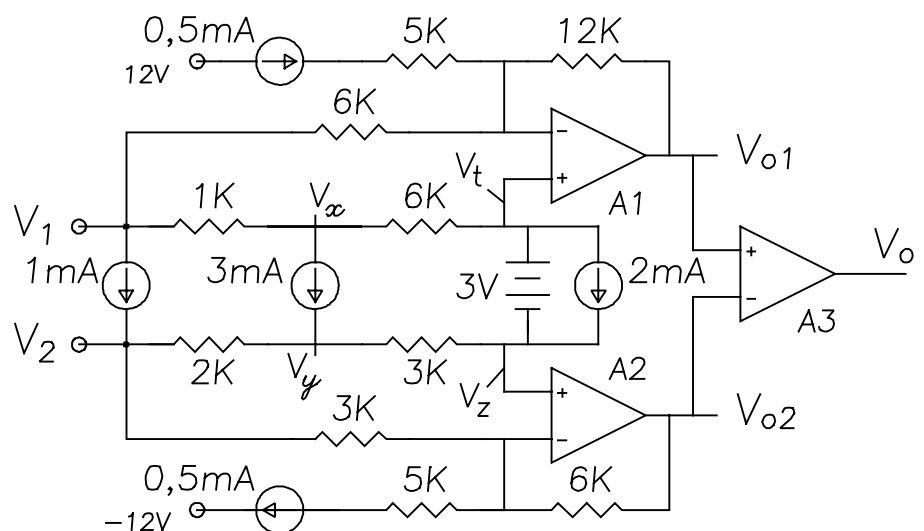 0,5mA 5K 12K
12V
6K
Vt
1K Vx 6K A1 Vo1
V1
1mA 3mA 3V 2mA Vo
V2 A3
2K Vy 3K A2
Vz
3K Vo2
0,5mA 5K 6K
-12V